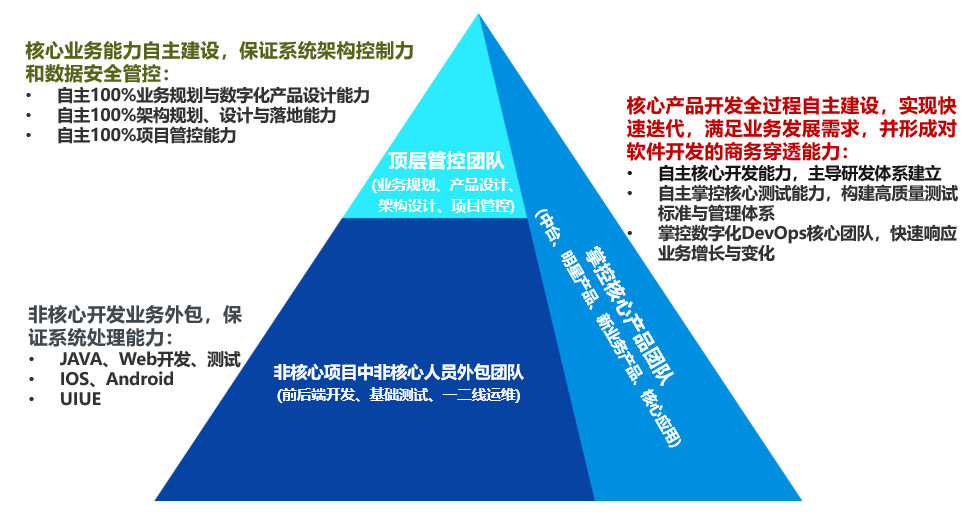 核心业务能力自主建设，保证系统架构控制力
和数据安全管控：
• 自主100%业务规划与数字化产品设计能力
• 自主100%架构规划、设计与落地能力
• 自主100%项目管控能力
顶层管控团队
(业务规划、产品设计、
架构设计、项目管控)
核心产品开发全过程自主建设，实现快
速迭代，满足业务发展需求，并形成对
软件开发的商务穿透能力：
• 自主核心开发能力，主导研发体系建立
• 自主掌控核心测试能力，构建高质量测试
标准与管理体系
• 掌控数字化DevOps核心团队，快速响应
业务增长与变化
掌控核心产品团队
(中台、明星产品、新业务产品、核心应用)
非核心开发业务外包，保
证系统处理能力：
• JAVA、Web开发、测试
• IOS、Android
• UIUE
非核心项目中非核心人员外包团队
(前后端开发、基础测试、一二线运维)